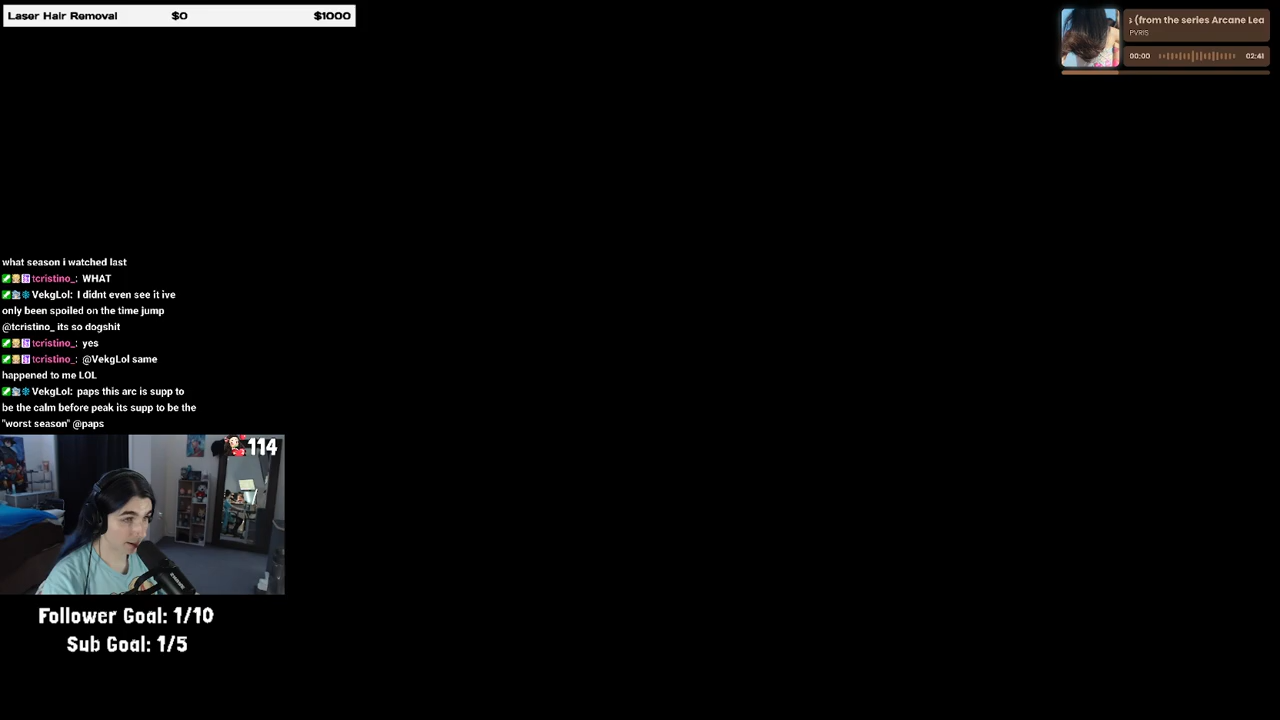 Laser Hair Removal $0 $1000
s (from the series Arcane Lea
PVRIS
00:00 02:41
what season i watched last
tcristino_: WHAT
VekgLol: I didnt even see it ive
only been spoiled on the time jump
@tcristino_ its so dogshit
tcristino_: yes
tcristino_: @VekgLol same
happened to me LOL
VekgLol: paps this arc is supp to
be the calm before peak its supp to be the
"worst season" @paps
114
Follower Goal: 1/10
Sub Goal: 1/5